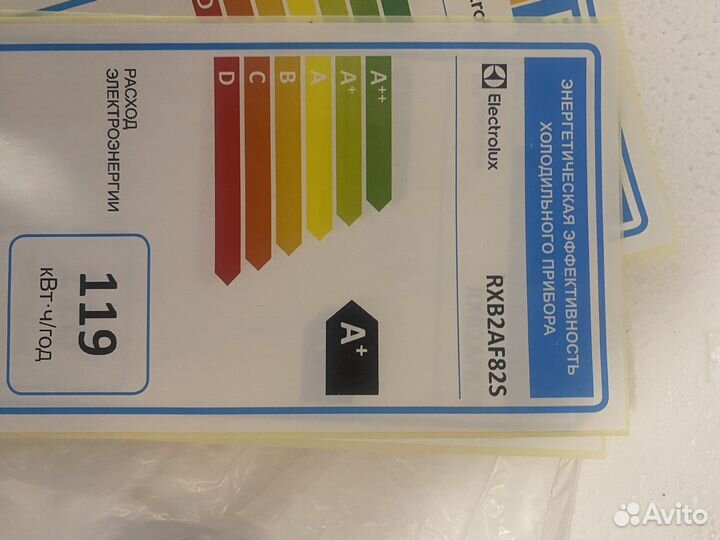 ЭНЕРГЕТИЧЕСКАЯ ЭФФЕКТИВНОСТЬ
ХОЛОДИЛЬНОГО ПРИБОРА
Electrolux
RXB2AF82S
A++
A+
A
B
C
D
A+
РАСХОД
ЭЛЕКТРОЭНЕРГИИ
119
кВт·ч/год
Avito